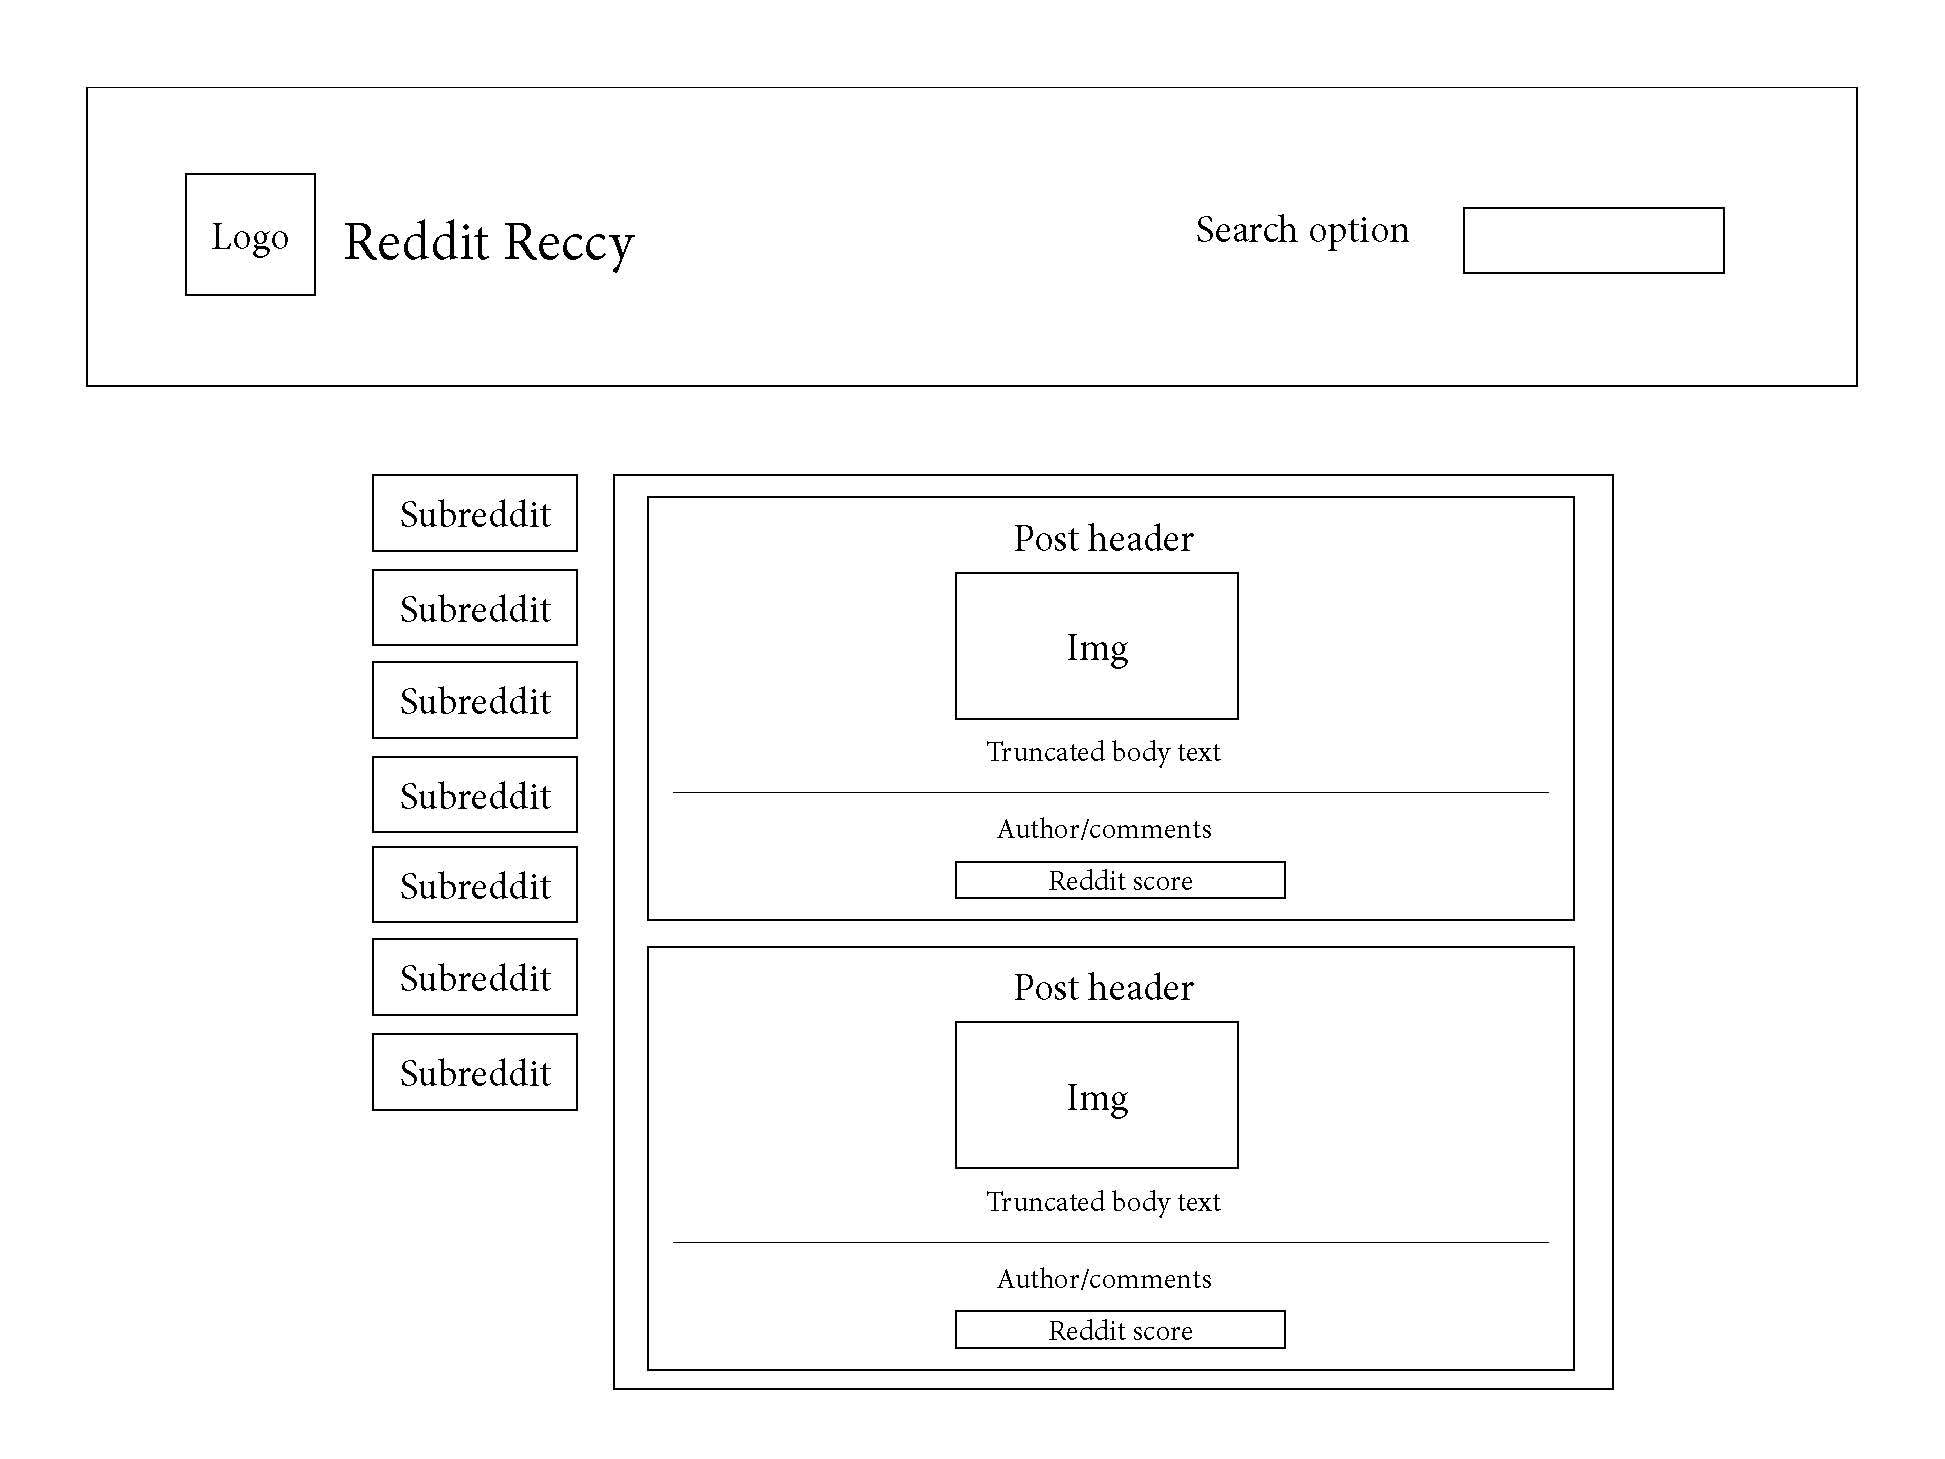 Logo
Reddit Reccy
Search option
Subreddit
Subreddit
Subreddit
Subreddit
Subreddit
Subreddit
Subreddit
Post header
Img
Truncated body text
Author/comments
Reddit score
Post header
Img
Truncated body text
Author/comments
Reddit score